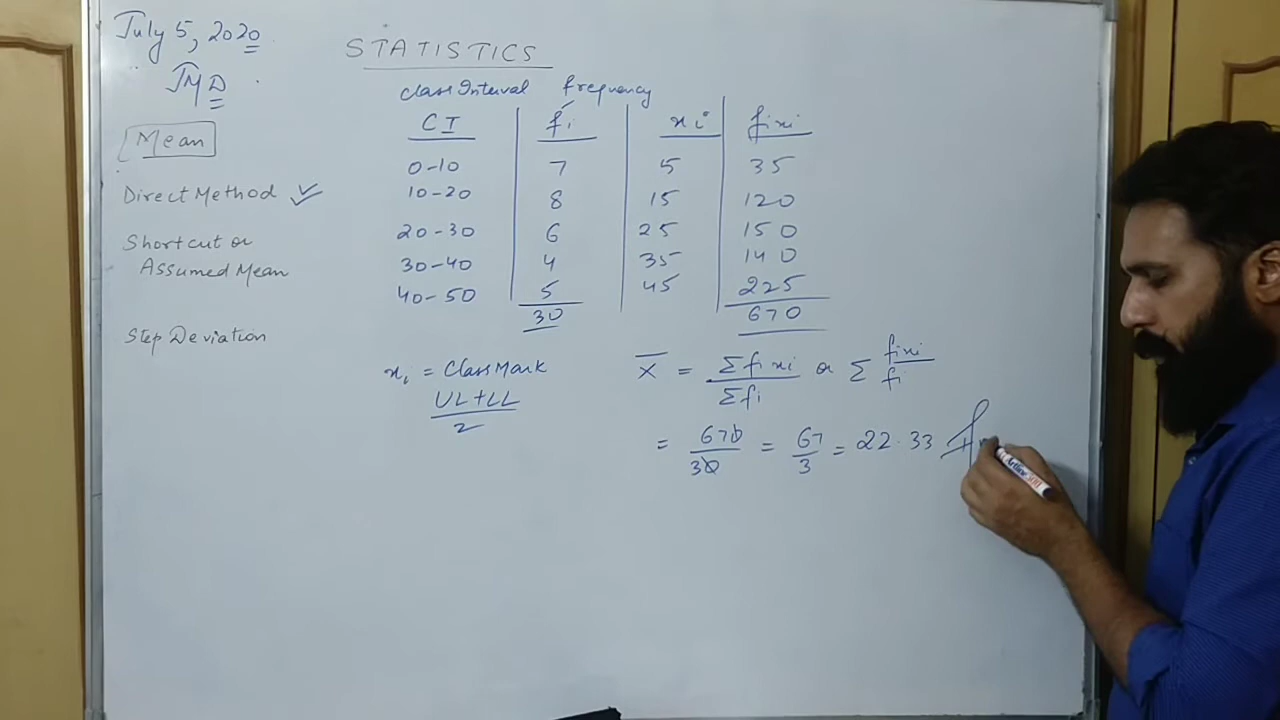 July 5, 2020
JMD
STATISTICS
Mean
Direct Method ✓
Shortcut or
Assumed Mean
Step Deviation
Class Interval frequency
CI fi xi fixi
0-10 7 5 35
10-20 8 15 120
20-30 6 25 150
30-40 4 35 140
40-50 5 45 225
30 670
xi = Class Mark
UL+LL
2
X̄ = Σfixi / Σfi or Σ fixi / fi
= 670 / 30 = 67 / 3 = 22.33